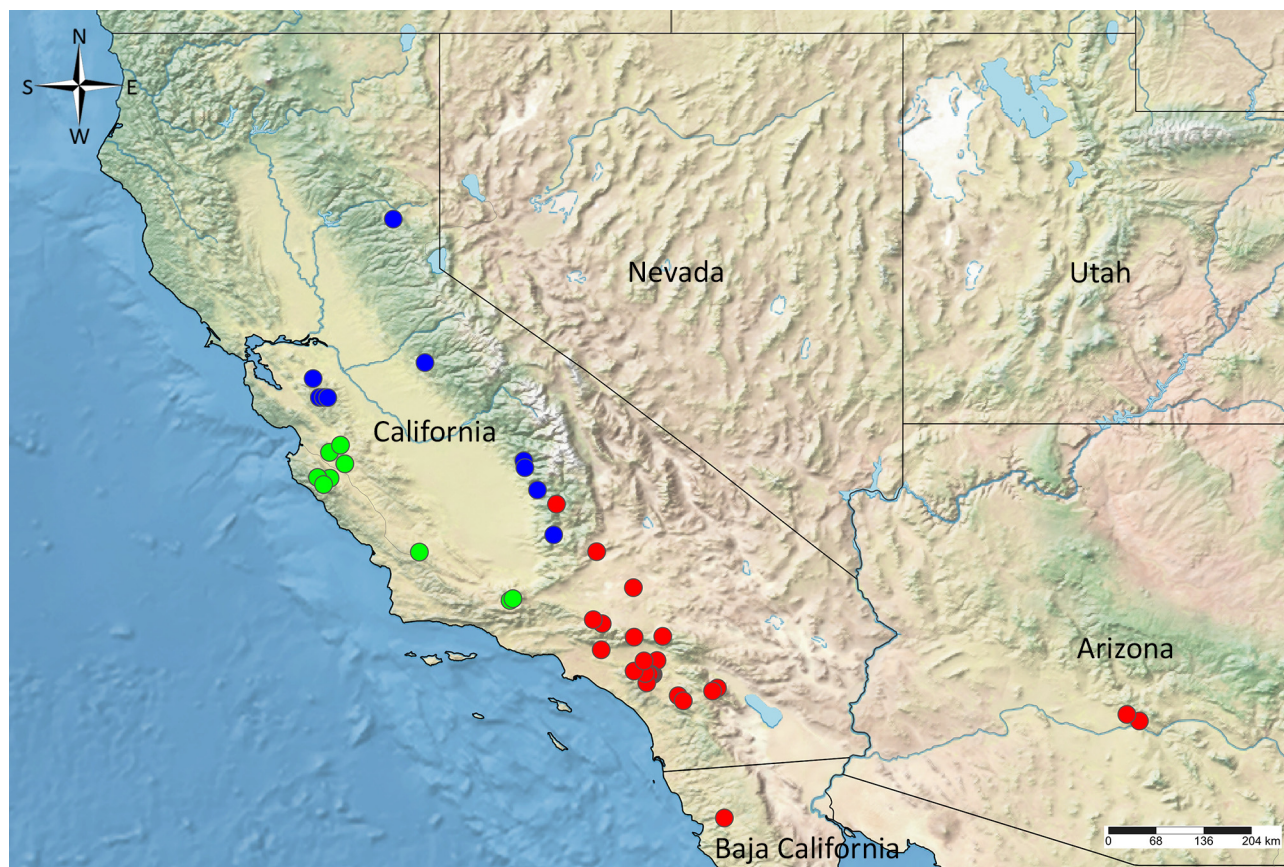 N
S E
W
Nevada
Utah
California
Arizona
Baja California
0 68 136 204 km